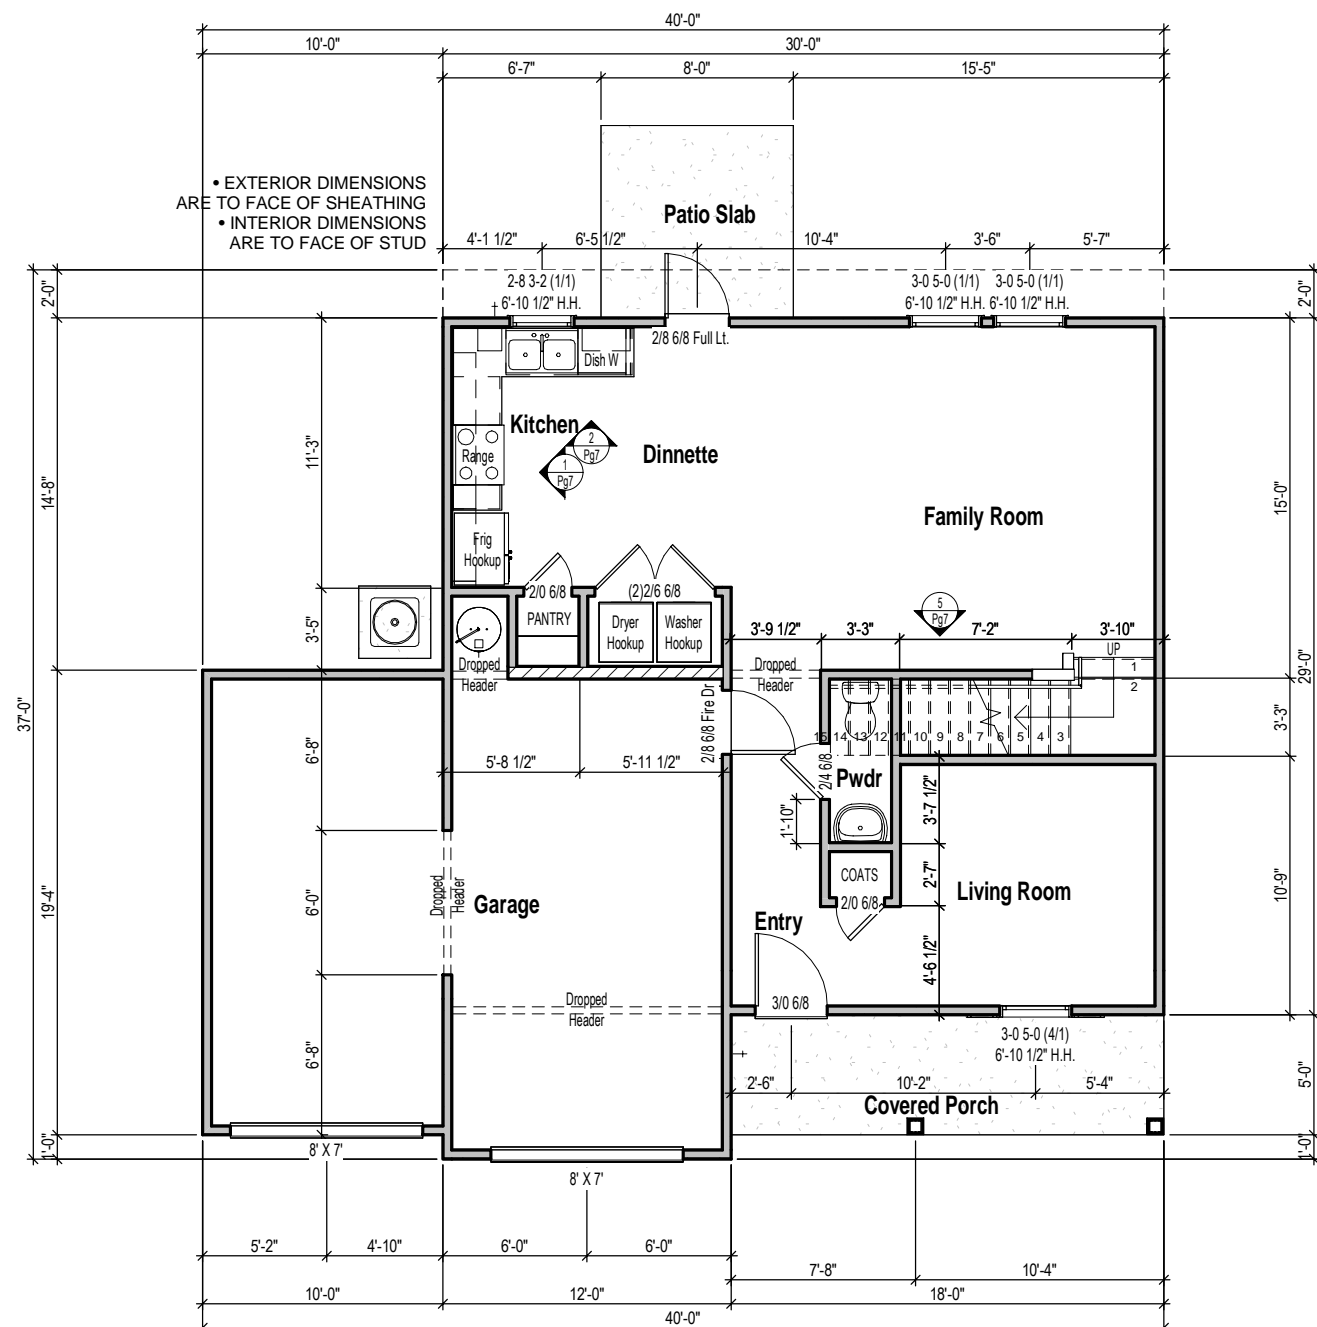 40'-0"
10'-0"
30'-0"
6'-7"
8'-0"
15'-5"
• EXTERIOR DIMENSIONS
ARE TO FACE OF SHEATHING
• INTERIOR DIMENSIONS
ARE TO FACE OF STUD
Patio Slab
4'-1 1/2"
6'-5 1/2"
10'-4"
3'-6"
5'-7"
2'-0"
2-8 3-2 (1/1)
6'-10 1/2" H.H.
3-0 5-0 (1/1)
6'-10 1/2" H.H.
3-0 5-0 (1/1)
6'-10 1/2" H.H.
2'-0"
2/8 6/8 Full Lt.
Dish W
Kitchen
2
Pg7
1
Pg7
Dinnette
Range
11'-3"
14'-8"
15'-0"
Family Room
Frig
Hookup
2/0 6/8
(2)2/6 6/8
PANTRY
Dryer
Hookup
Washer
Hookup
5
Pg7
3'-5"
3'-9 1/2"
3'-3"
7'-2"
3'-10"
UP
Dropped
Header
Dropped
Header
1
2
29'-0"
37'-0"
2/8 6/8 Fire Dr
3'-3"
15 14 13 12 11 10 9 8 7 6 5 4 3
6'-8"
5'-8 1/2"
5'-11 1/2"
2/4 6/8
Pwdr
3'-7 1/2"
1'-10"
COATS
2'-7"
Living Room
10'-9"
2/0 6/8
19'-4"
6'-0"
Dropped
Header
Garage
Entry
4'-6 1/2"
Dropped
Header
3/0 6/8
3-0 5-0 (4/1)
6'-10 1/2" H.H.
6'-8"
2'-6"
10'-2"
5'-4"
5'-0"
Covered Porch
1'-0"
8' X 7'
8' X 7'
1'-0"
5'-2"
4'-10"
6'-0"
6'-0"
7'-8"
10'-4"
10'-0"
12'-0"
18'-0"
40'-0"